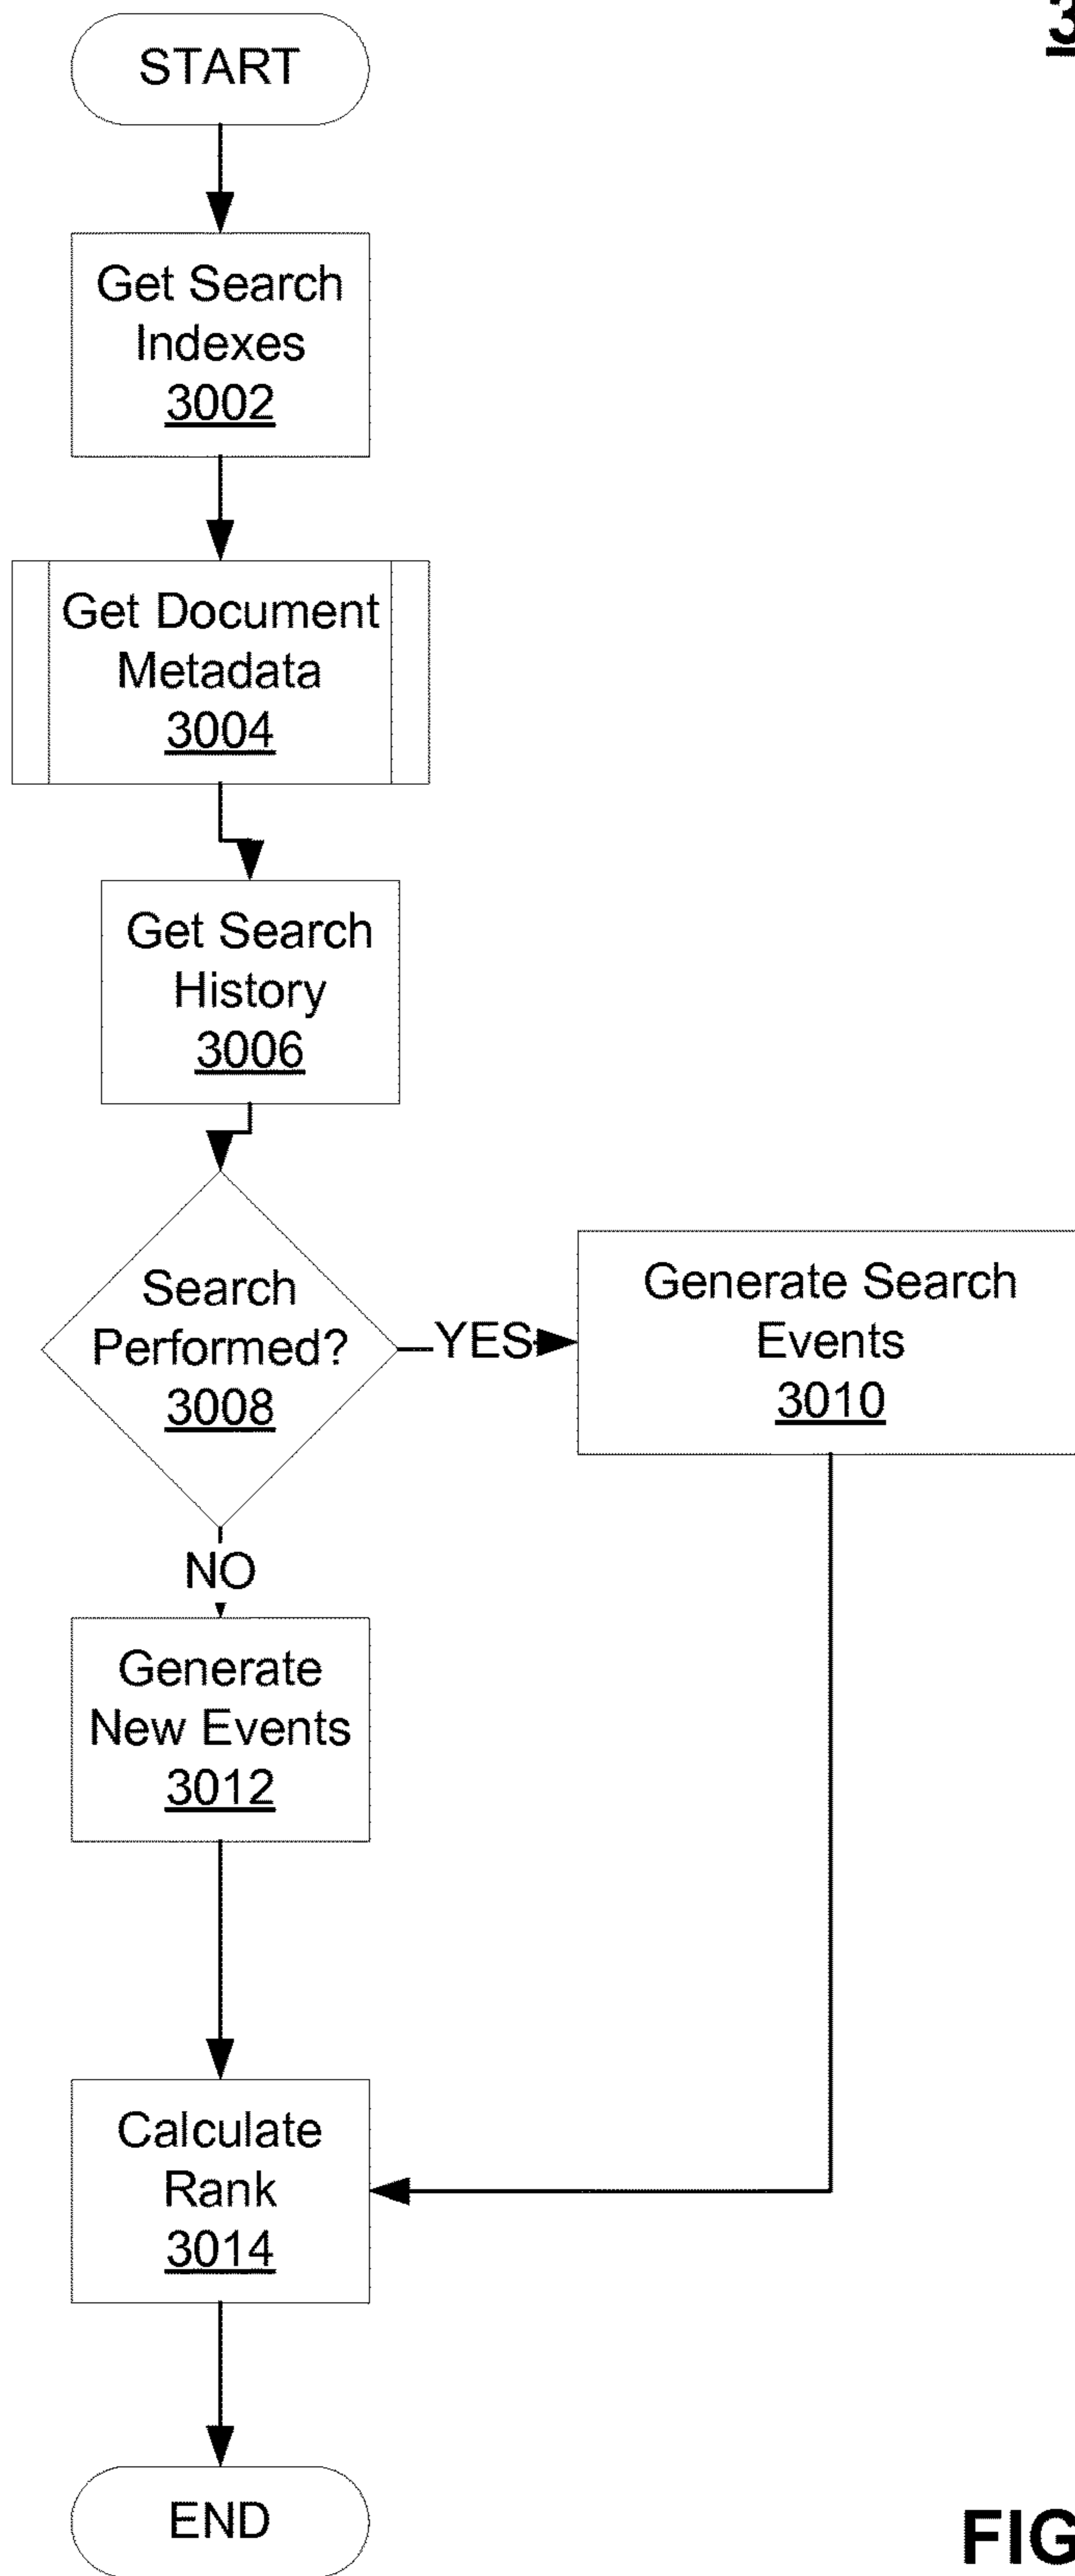 3
START
Get Search
Indexes
3002
Get Document
Metadata
3004
Get Search
History
3006
Search
Performed?
3008
YES
Generate Search
Events
3010
NO
Generate
New Events
3012
Calculate
Rank
3014
END
FIG